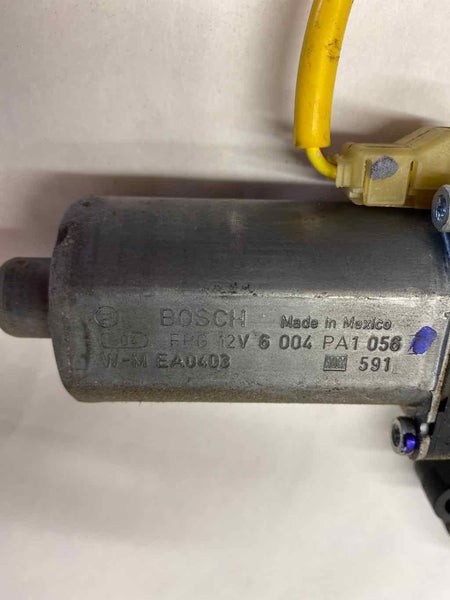 BOSCH Made in Mexico
FPG 12V 6 004 PA1 056
W-M EA0403 591